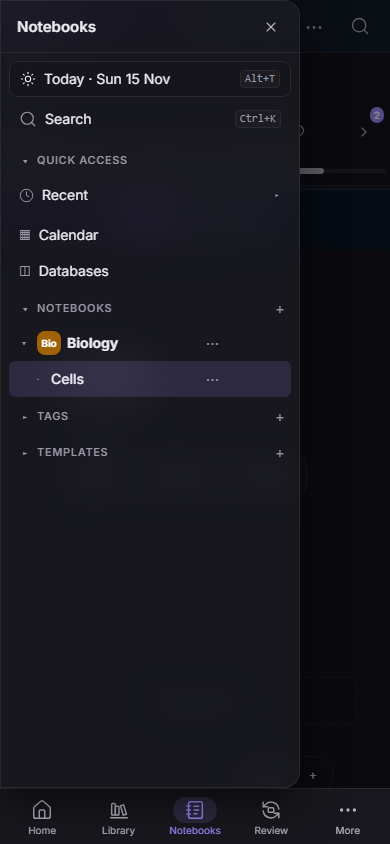 Notebooks
Today · Sun 15 Nov Alt+T
Search Ctrl+K
2
QUICK ACCESS
Recent
Calendar
Databases
NOTEBOOKS +
Bio Biology ...
Cells ...
TAGS +
TEMPLATES +
+
Home Library Notebooks Review More